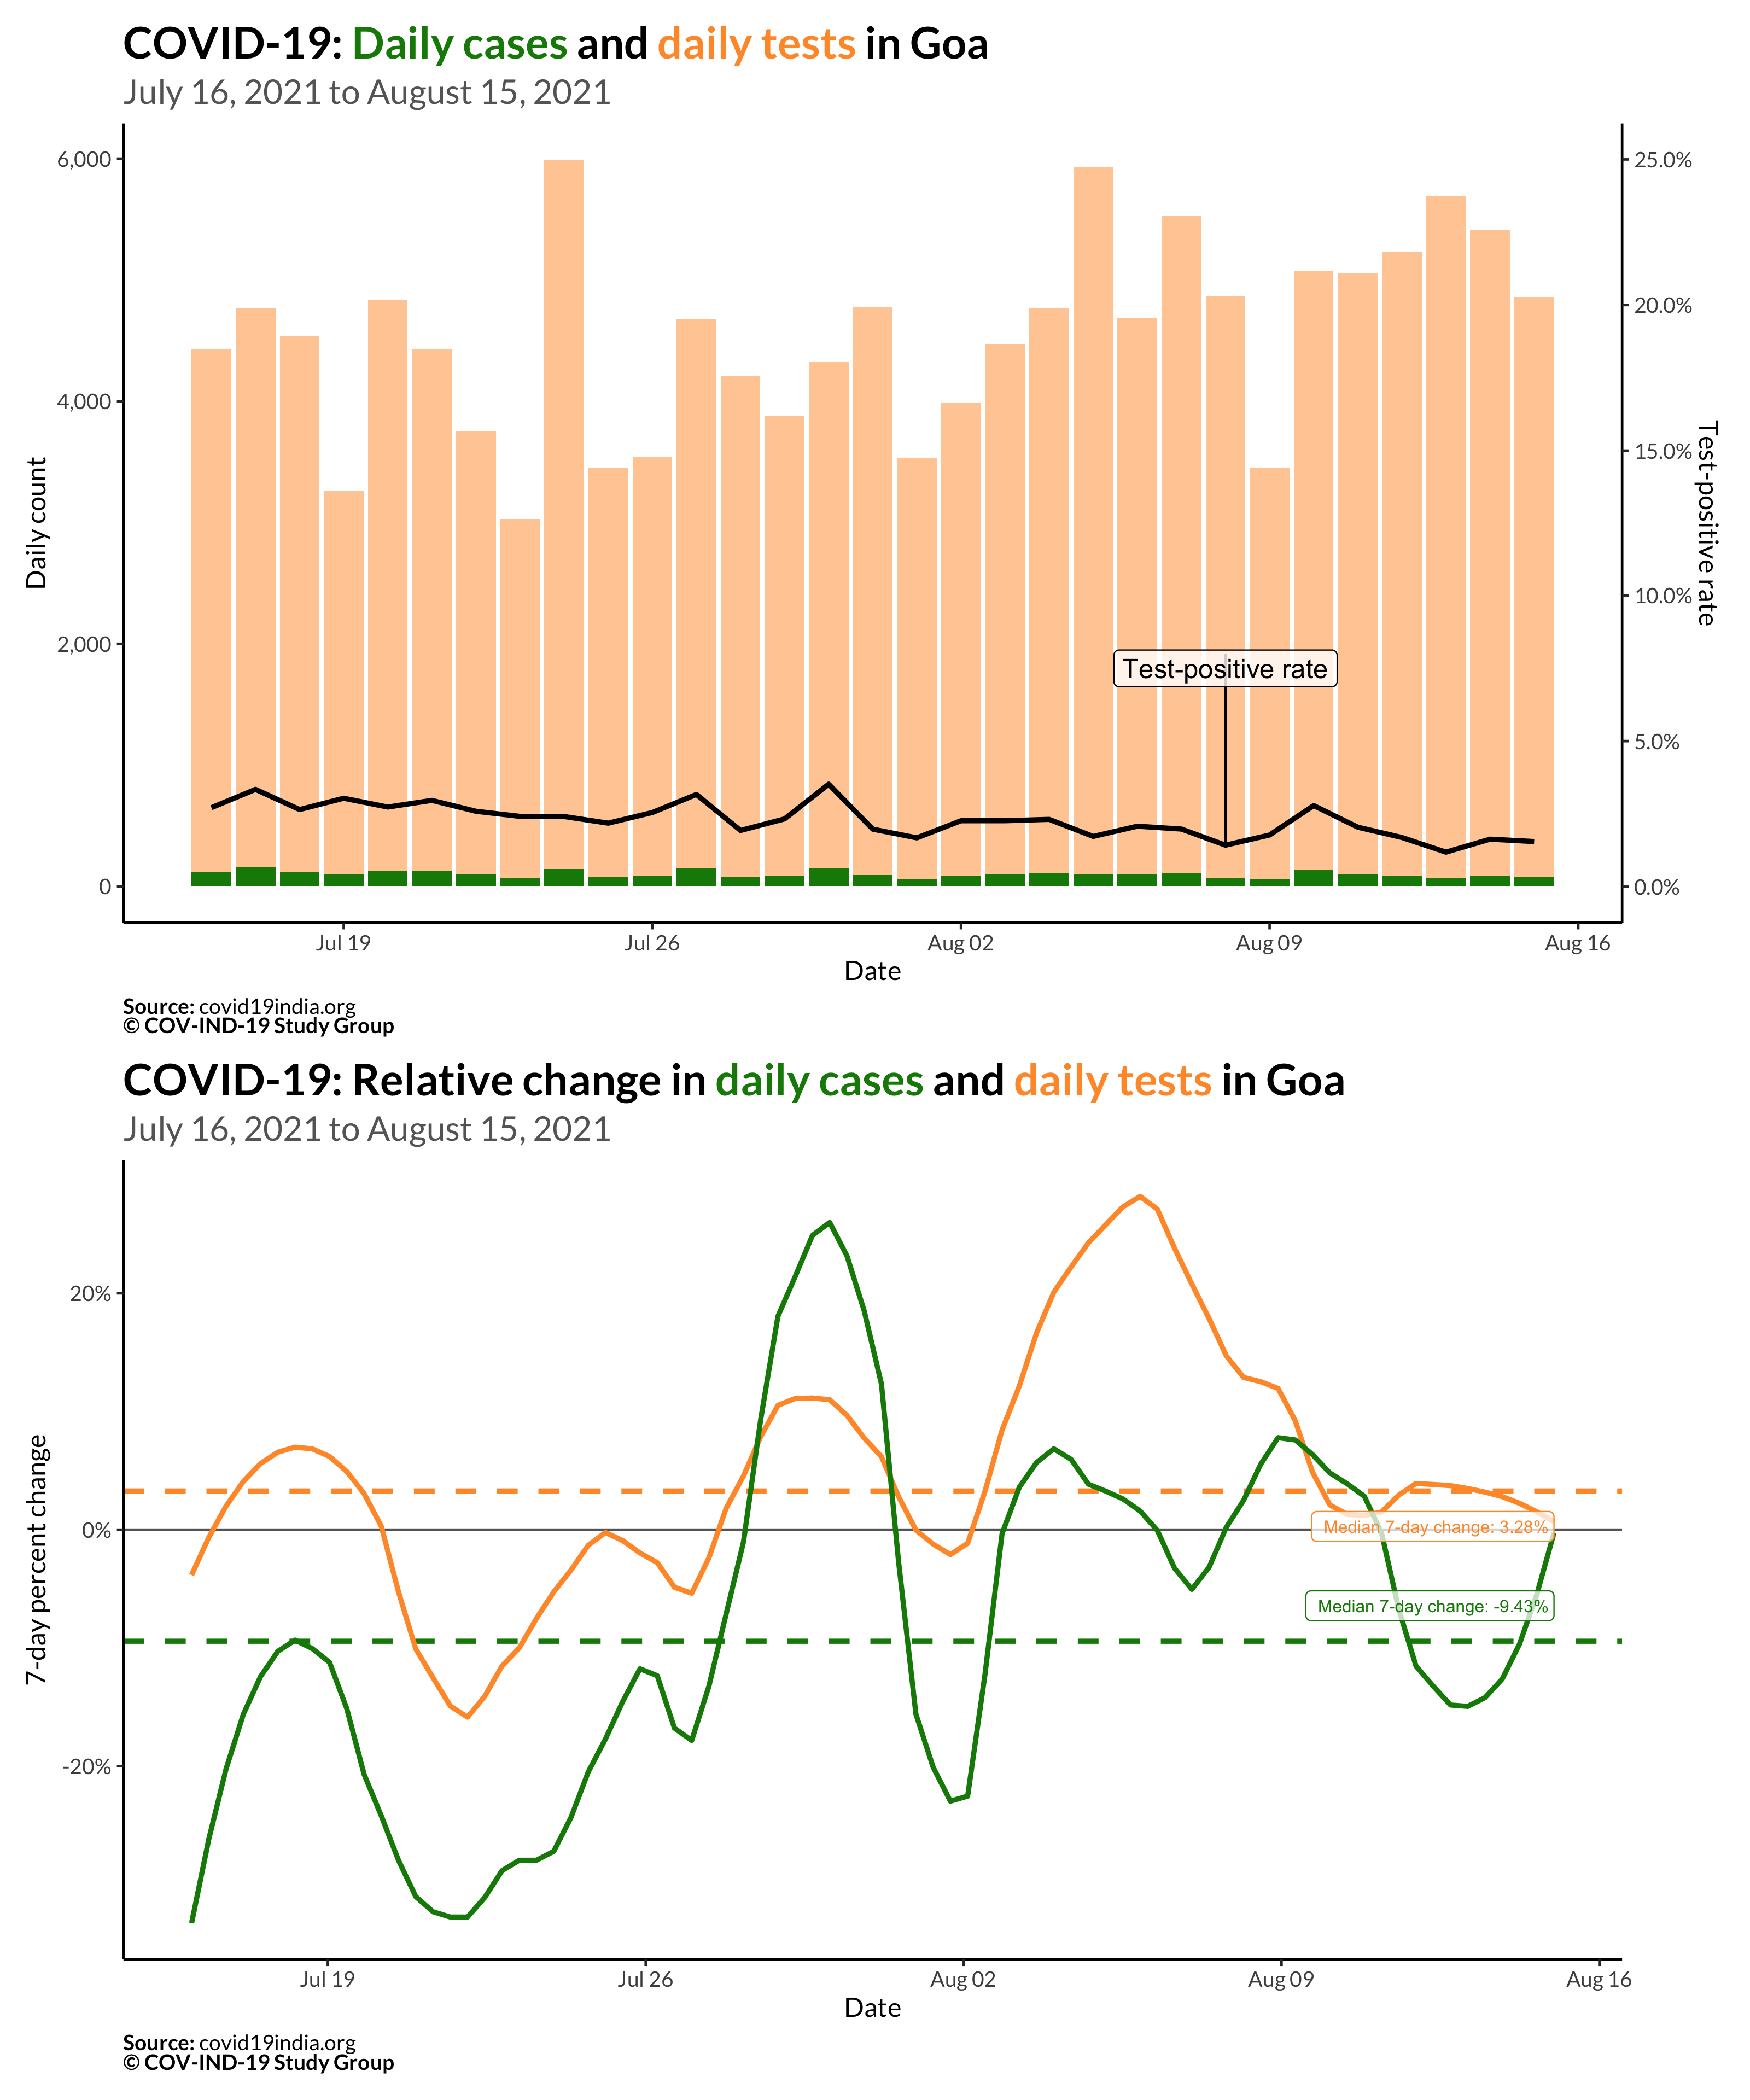 COVID-19: Daily cases and daily tests in Goa
July 16, 2021 to August 15, 2021
6,000
4,000
2,000
0
Daily count
25.0%
20.0%
15.0%
10.0%
5.0%
0.0%
Test-positive rate
Test-positive rate
Jul 19
Jul 26
Aug 02
Aug 09
Aug 16
Date
Source: covid19india.org
© COV-IND-19 Study Group
COVID-19: Relative change in daily cases and daily tests in Goa
July 16, 2021 to August 15, 2021
20%
0%
-20%
7-day percent change
Median 7-day change: 3.28%
Median 7-day change: -9.43%
Jul 19
Jul 26
Aug 02
Aug 09
Aug 16
Date
Source: covid19india.org
© COV-IND-19 Study Group